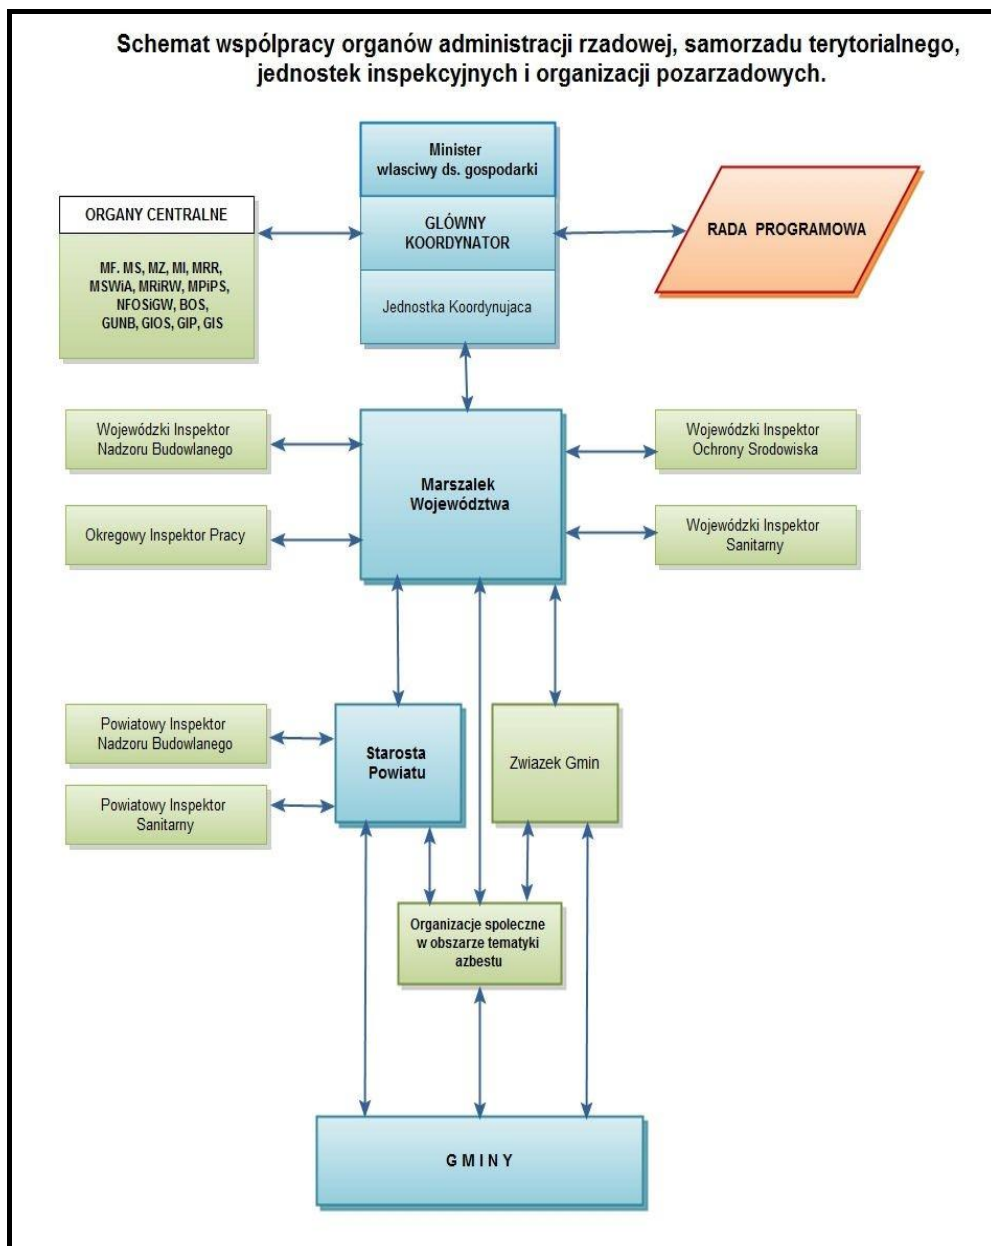 Schemat wspólpracy organów administracji rzadowej, samorzadu terytorialnego,
jednostek inspekcyjnych i organizacji pozarzadowych.
Minister
wlasciwy ds. gospodarki
GLÓWNY
KOORDYNATOR
Jednostka Koordynujaca
ORGANY CENTRALNE
MF. MS, MZ, MI, MRR,
MSWiA, MRiRW, MPiPS,
NFOSiGW, BOS,
GUNB, GIOS, GIP, GIS
RADA PROGRAMOWA
Wojewódzki Inspektor
Nadzoru Budowlanego
Okregowy Inspektor Pracy
Marszalek
Województwa
Wojewódzki Inspektor
Ochrony Srodowiska
Wojewódzki Inspektor
Sanitarny
Powiatowy Inspektor
Nadzoru Budowlanego
Powiatowy Inspektor
Sanitarny
Starosta
Powiatu
Zwiazek Gmin
Organizacje spoleczne
w obszarze tematyki
azbestu
G M I N Y